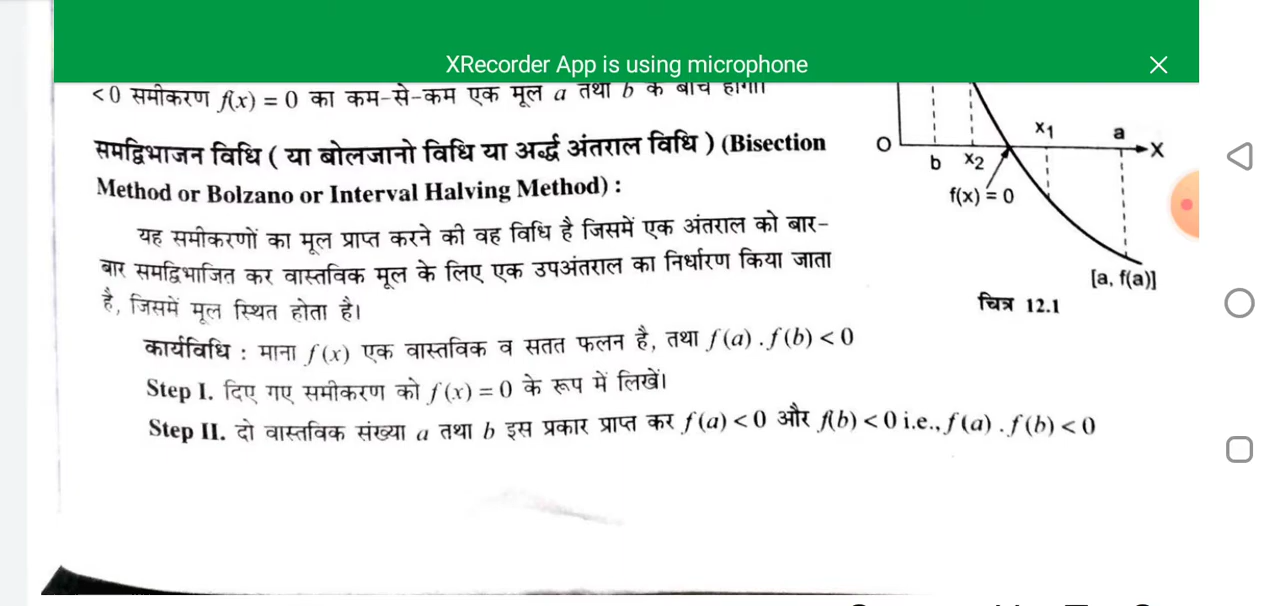 XRecorder App is using microphone
<0 समीकरण f(x) = 0 का कम-से-कम एक मूल a तथा b के बीच होगा।
समद्विभाजन विधि ( या बोलजानो विधि या अर्द्ध अंतराल विधि ) (Bisection
Method or Bolzano or Interval Halving Method) :
यह समीकरणों का मूल प्राप्त करने की वह विधि है जिसमें एक अंतराल को बार-
बार समद्विभाजित कर वास्तविक मूल के लिए एक उपअंतराल का निर्धारण किया जाता
है, जिसमें मूल स्थित होता है।
O b x2 x1 a X
f(x) = 0
[a, f(a)]
चित्र 12.1
कार्यविधि : माना f (x) एक वास्तविक व सतत फलन है, तथा f (a) . f (b) < 0
Step I. दिए गए समीकरण को f (x) = 0 के रूप में लिखें।
Step II. दो वास्तविक संख्या a तथा b इस प्रकार प्राप्त कर f (a) < 0 और f(b) < 0 i.e., f (a) . f (b) < 0